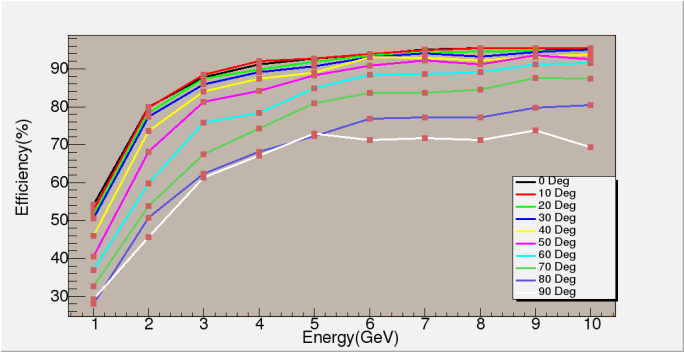 Efficiency(%)
90
80
70
60
50
40
30
1 2 3 4 5 6 7 8 9 10
Energy(GeV)
0 Deg
10 Deg
20 Deg
30 Deg
40 Deg
50 Deg
60 Deg
70 Deg
80 Deg
90 Deg